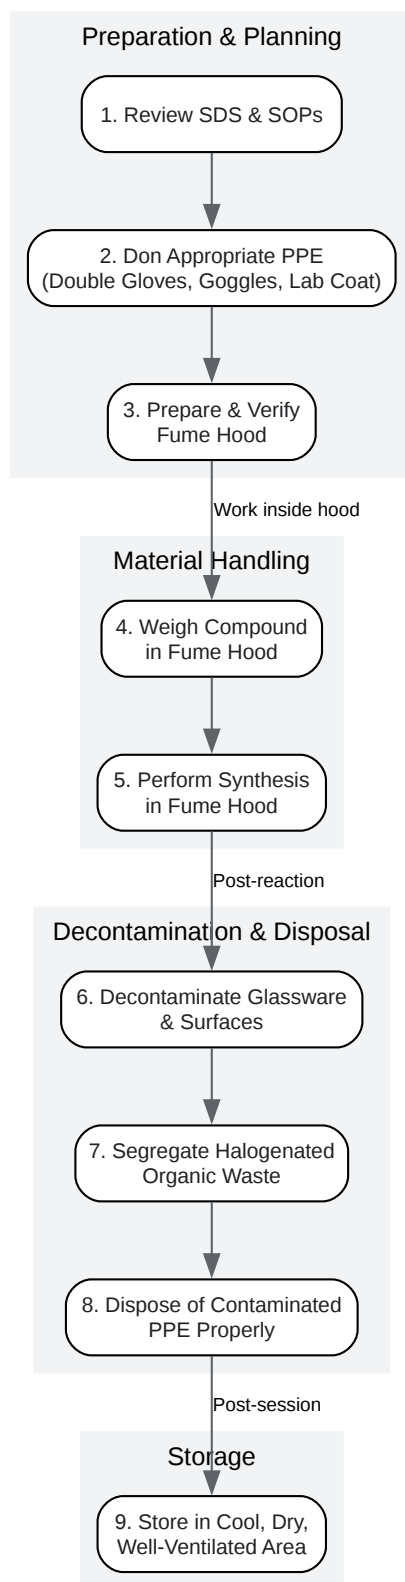 Preparation & Planning
1. Review SDS & SOPs
2. Don Appropriate PPE
(Double Gloves, Goggles, Lab Coat)
3. Prepare & Verify
Fume Hood
Work inside hood
Material Handling
4. Weigh Compound
in Fume Hood
5. Perform Synthesis
in Fume Hood
Post-reaction
Decontamination & Disposal
6. Decontaminate Glassware
& Surfaces
7. Segregate Halogenated
Organic Waste
8. Dispose of Contaminated
PPE Properly
Post-session
Storage
9. Store in Cool, Dry,
Well-Ventilated Area